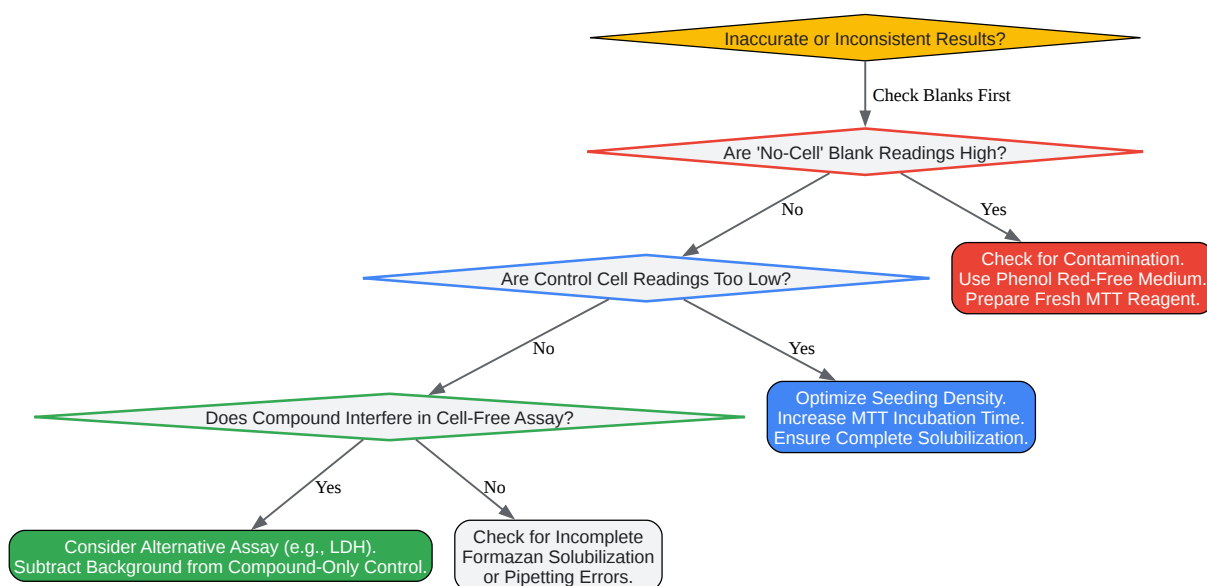 Inaccurate or Inconsistent Results?
Check Blanks First
Are 'No-Cell' Blank Readings High?
No
Yes
Are Control Cell Readings Too Low?
Check for Contamination.
Use Phenol Red-Free Medium.
Prepare Fresh MTT Reagent.
No
Yes
Does Compound Interfere in Cell-Free Assay?
Optimize Seeding Density.
Increase MTT Incubation Time.
Ensure Complete Solubilization.
Yes
No
Consider Alternative Assay (e.g., LDH).
Subtract Background from Compound-Only Control.
Check for Incomplete
Formazan Solubilization
or Pipetting Errors.